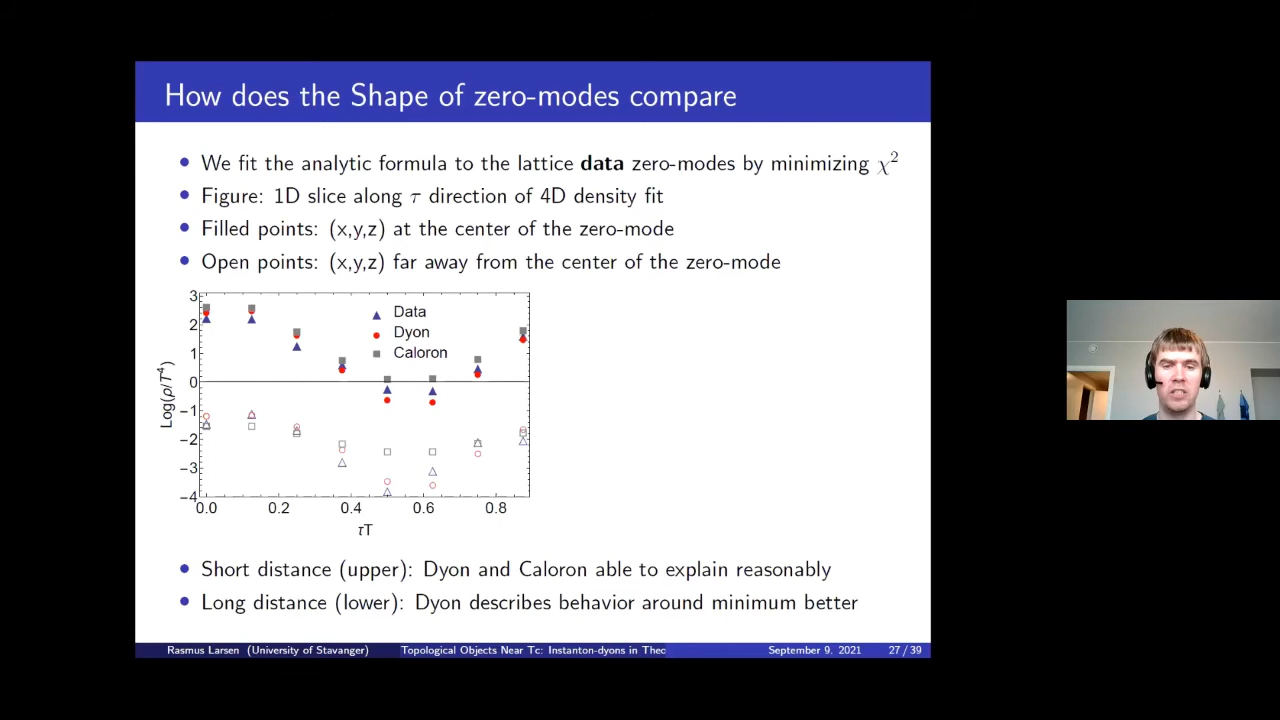 How does the Shape of zero-modes compare
We fit the analytic formula to the lattice data zero-modes by minimizing χ²
Figure: 1D slice along τ direction of 4D density fit
Filled points: (x,y,z) at the center of the zero-mode
Open points: (x,y,z) far away from the center of the zero-mode
Log(ρ/T⁴)
3
2
1
0
−1
−2
−3
−4
Data
Dyon
Caloron
0.0 0.2 0.4 0.6 0.8
τT
Short distance (upper): Dyon and Caloron able to explain reasonably
Long distance (lower): Dyon describes behavior around minimum better
Rasmus Larsen (University of Stavanger) Topological Objects Near Tc: Instanton-dyons in Theo September 9. 2021 27 / 39